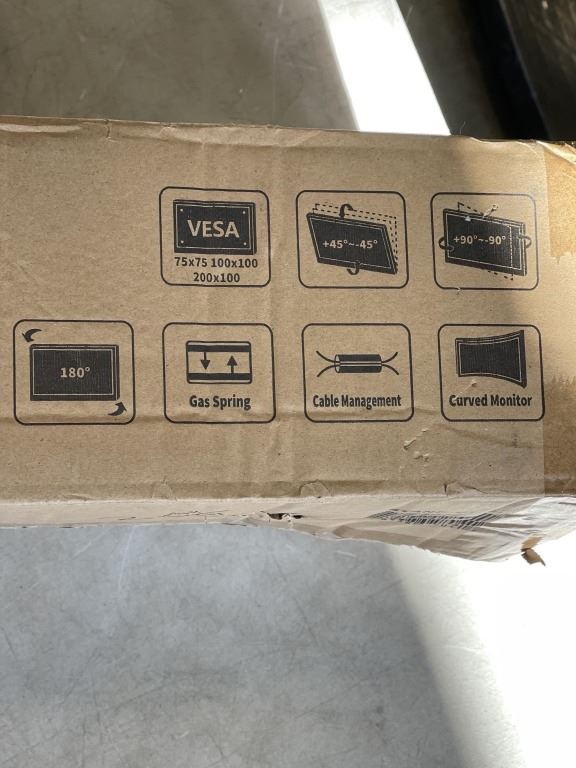 VESA
75x75 100x100
200x100
+45°~-45°
+90°~-90°
180°
Gas Spring
Cable Management
Curved Monitor